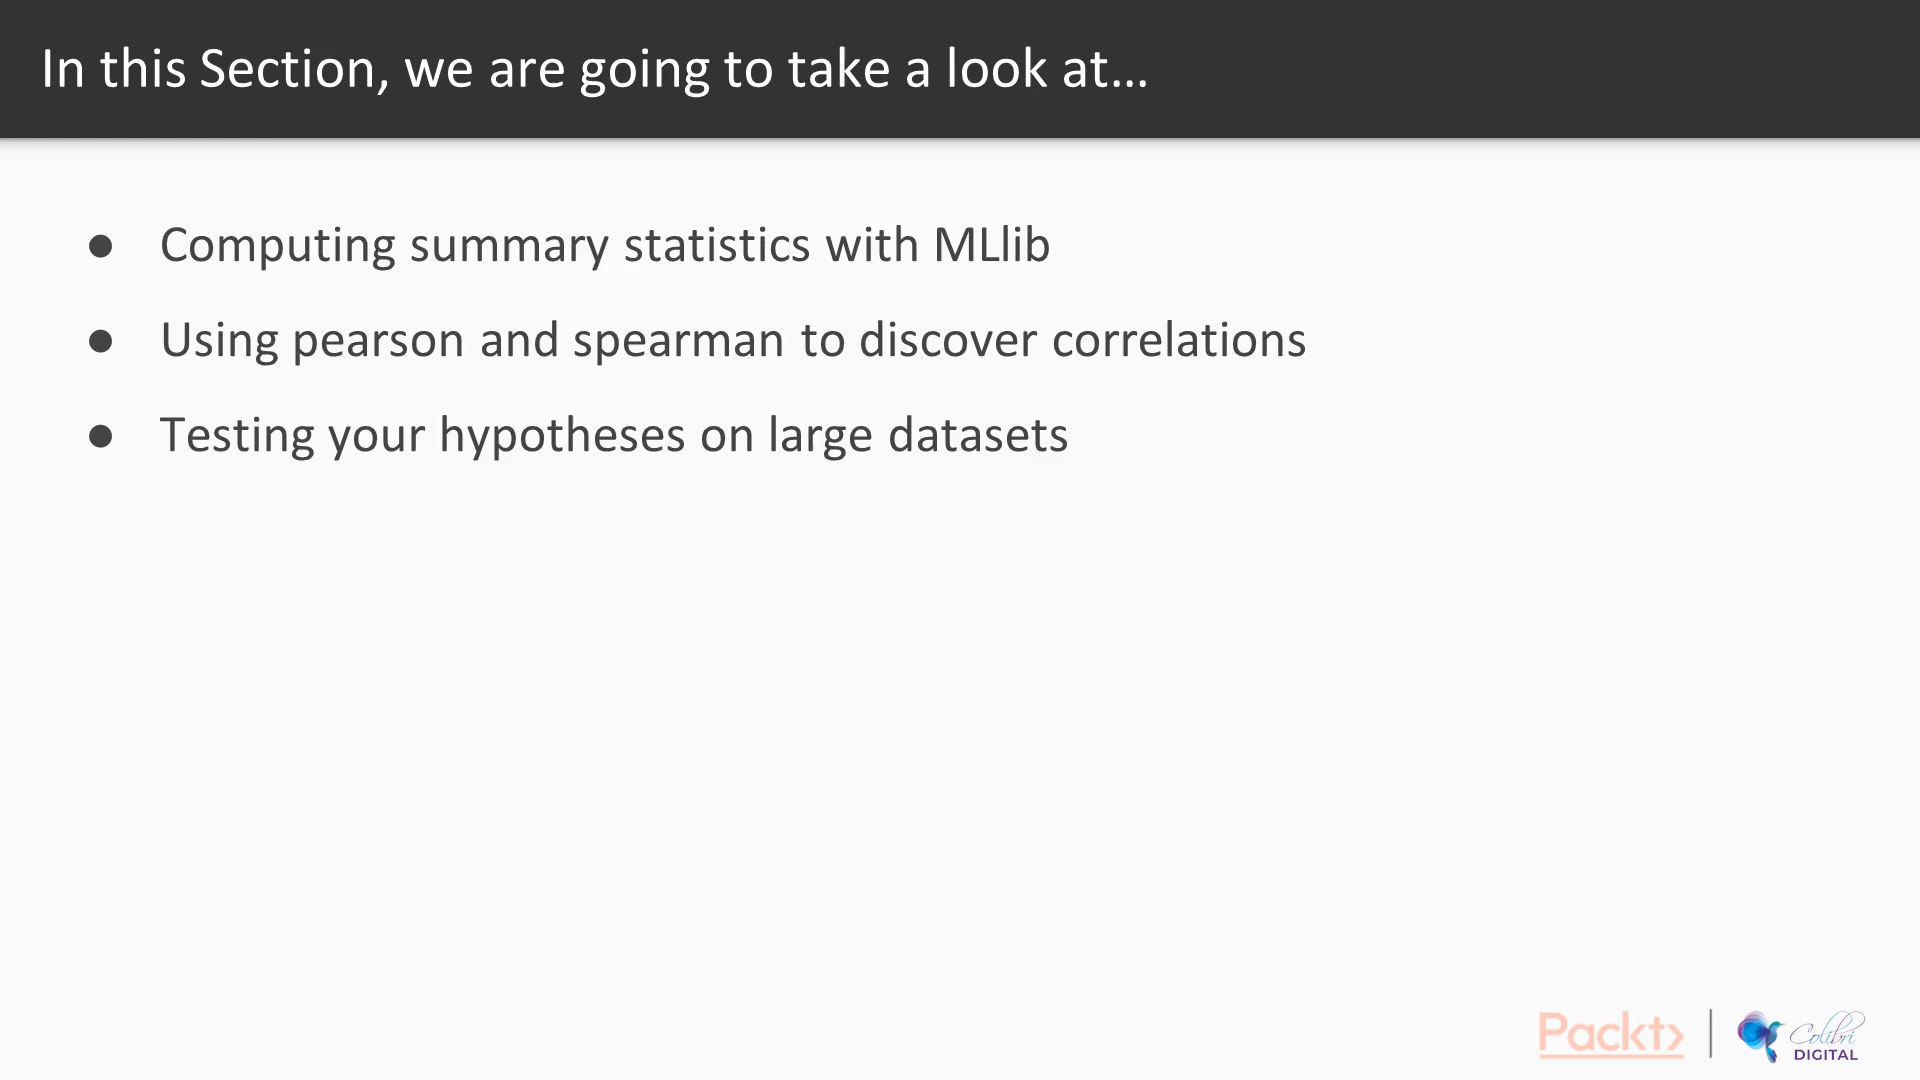 In this Section, we are going to take a look at...
● Computing summary statistics with MLlib
● Using pearson and spearman to discover correlations
● Testing your hypotheses on large datasets
Packt>
Colibri
DIGITAL